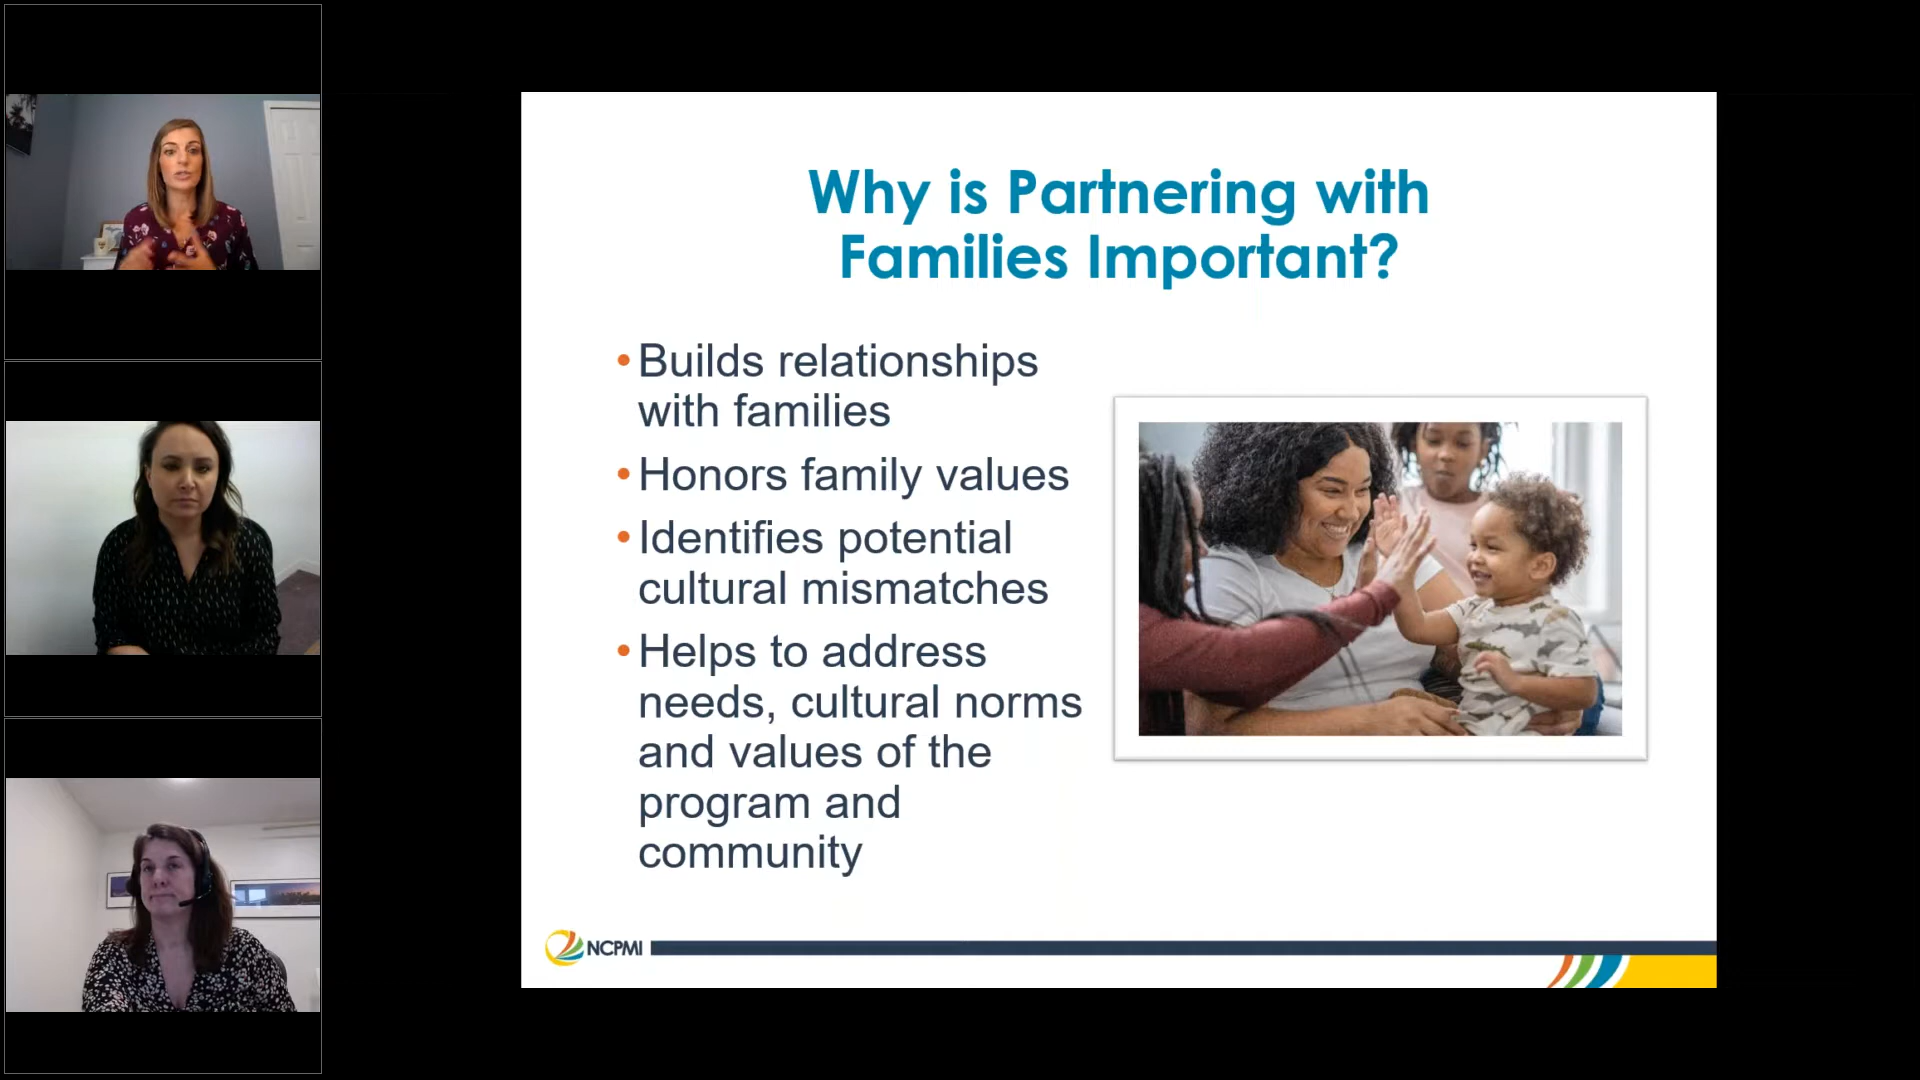 Why is Partnering with
Families Important?
•Builds relationships
with families
•Honors family values
•Identifies potential
cultural mismatches
•Helps to address
needs, cultural norms
and values of the
program and
community
NCPMI